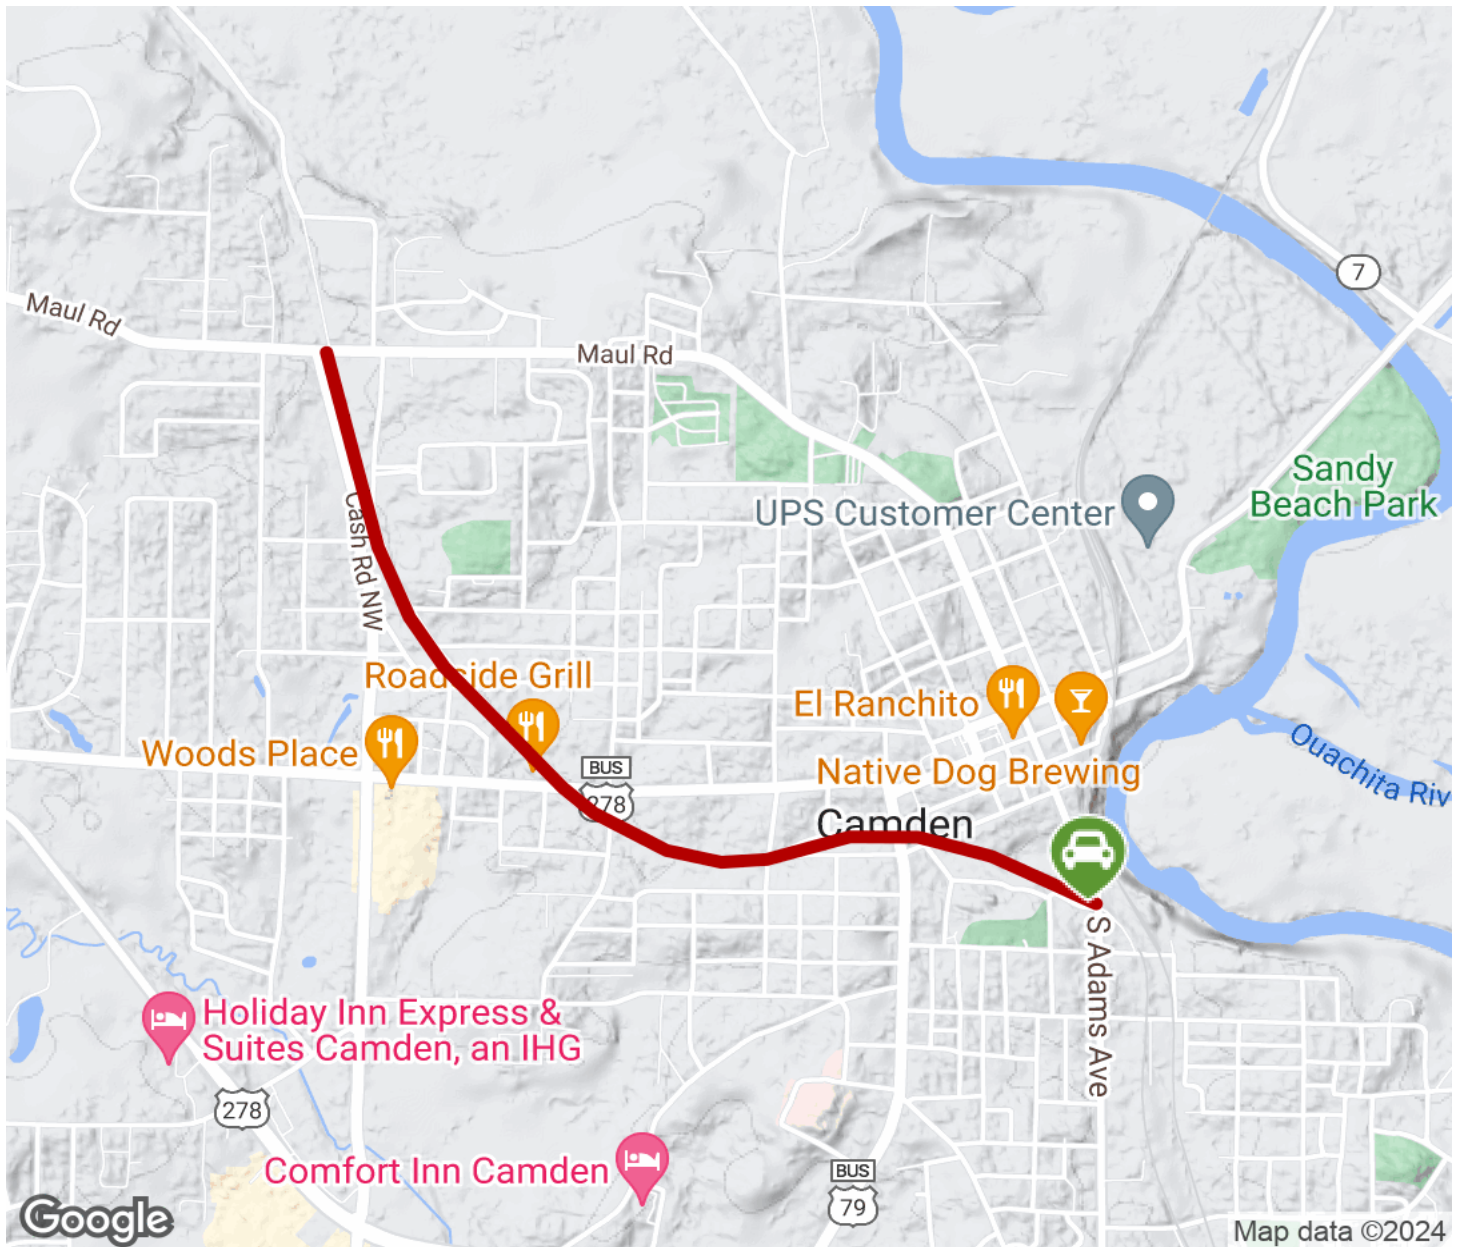 7
Maul Rd
Maul Rd
Sandy
Beach Park
UPS Customer Center
Cash Rd NW
Roadside Grill
El Ranchito
Woods Place
Native Dog Brewing
Ouachita Riv
BUS
278
Camden
S Adams Ave
Holiday Inn Express &
Suites Camden, an IHG
278
Comfort Inn Camden
BUS
79
Google
Map data ©2024